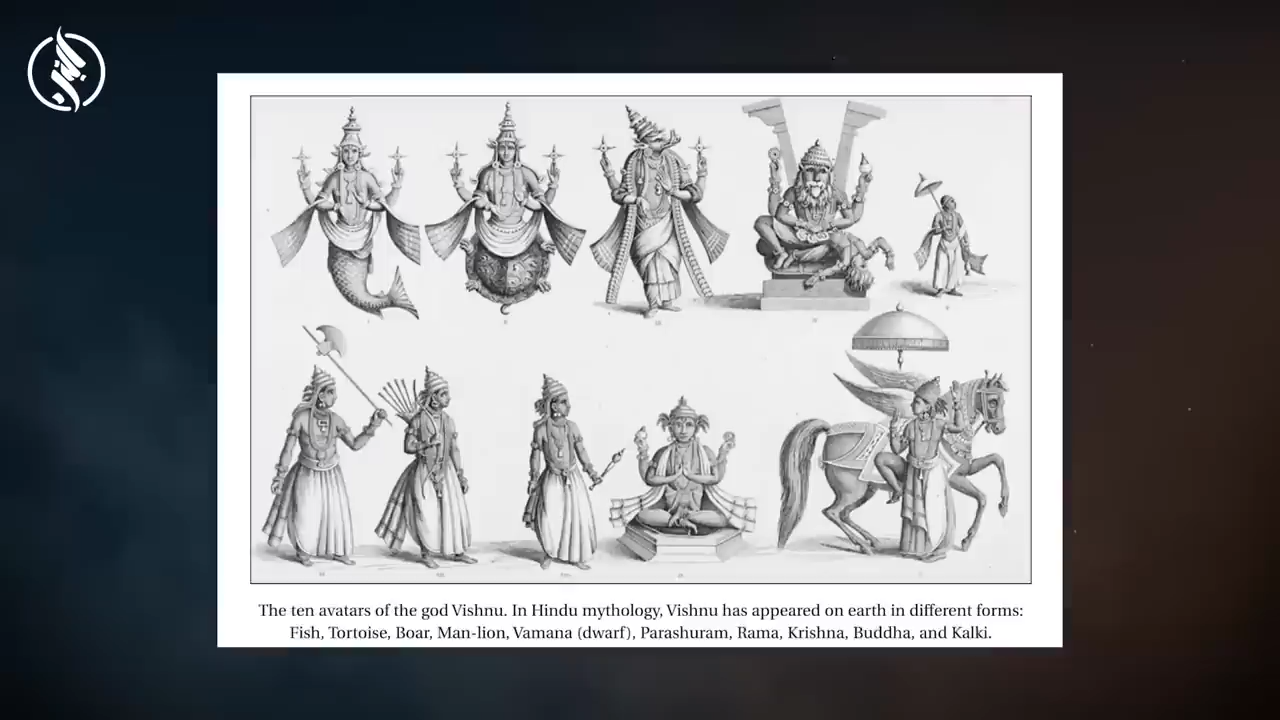 The ten avatars of the god Vishnu. In Hindu mythology, Vishnu has appeared on earth in different forms:
Fish, Tortoise, Boar, Man-lion, Vamana (dwarf), Parashuram, Rama, Krishna, Buddha, and Kalki.